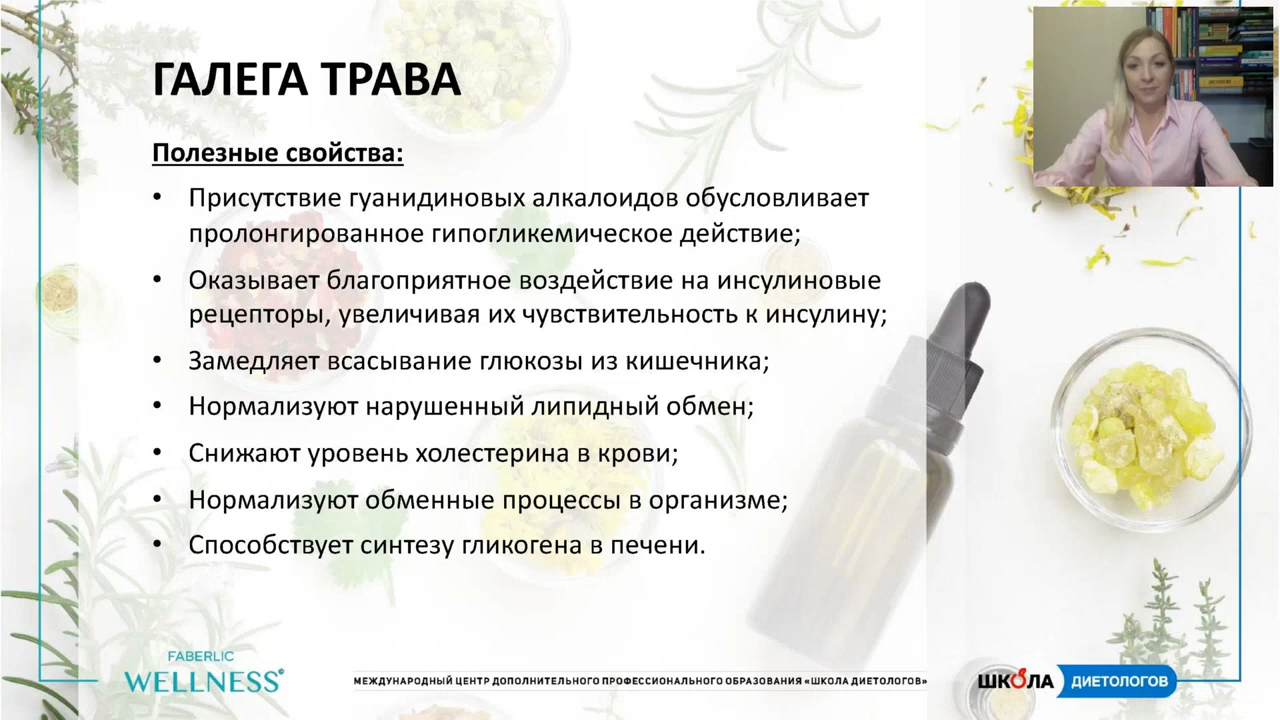 ГАЛЕГА ТРАВА
Полезные свойства:
• Присутствие гуанидиновых алкалоидов обусловливает
пролонгированное гипогликемическое действие;
• Оказывает благоприятное воздействие на инсулиновые
рецепторы, увеличивая их чувствительность к инсулину;
• Замедляет всасывание глюкозы из кишечника;
• Нормализуют нарушенный липидный обмен;
• Снижают уровень холестерина в крови;
• Нормализуют обменные процессы в организме;
• Способствует синтезу гликогена в печени.
FABERLIC
WELLNESS
МЕЖДУНАРОДНЫЙ ЦЕНТР ДОПОЛНИТЕЛЬНОГО ПРОФЕССИОНАЛЬНОГО ОБРАЗОВАНИЯ «ШКОЛА ДИЕТОЛОГОВ»
ШКОЛА ДИЕТОЛОГОВ